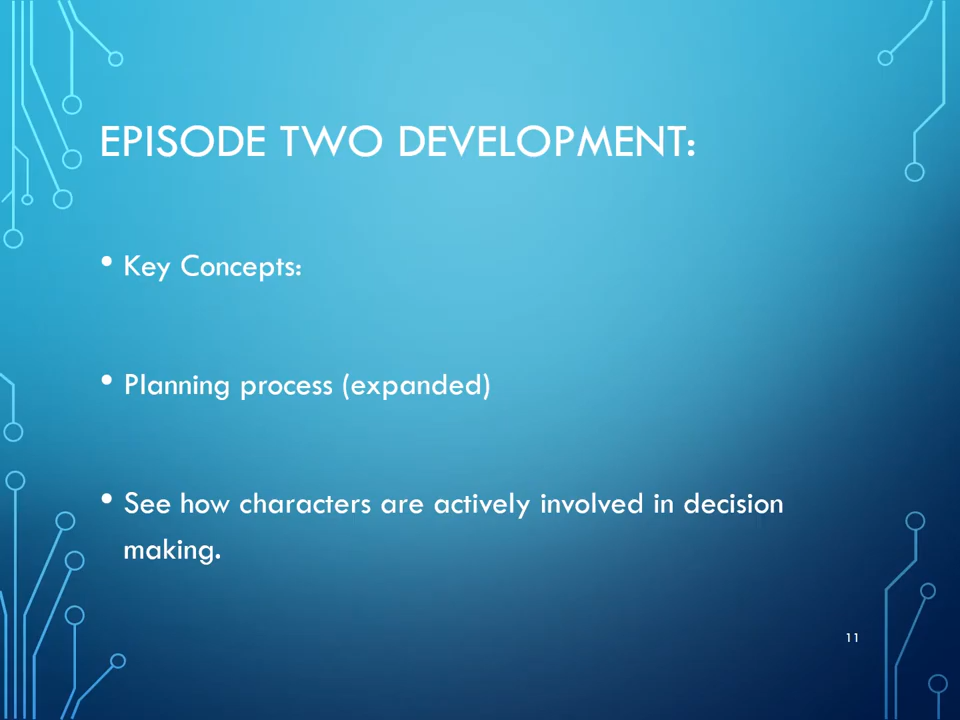 EPISODE TWO DEVELOPMENT:
• Key Concepts:
• Planning process (expanded)
• See how characters are actively involved in decision
making.
11